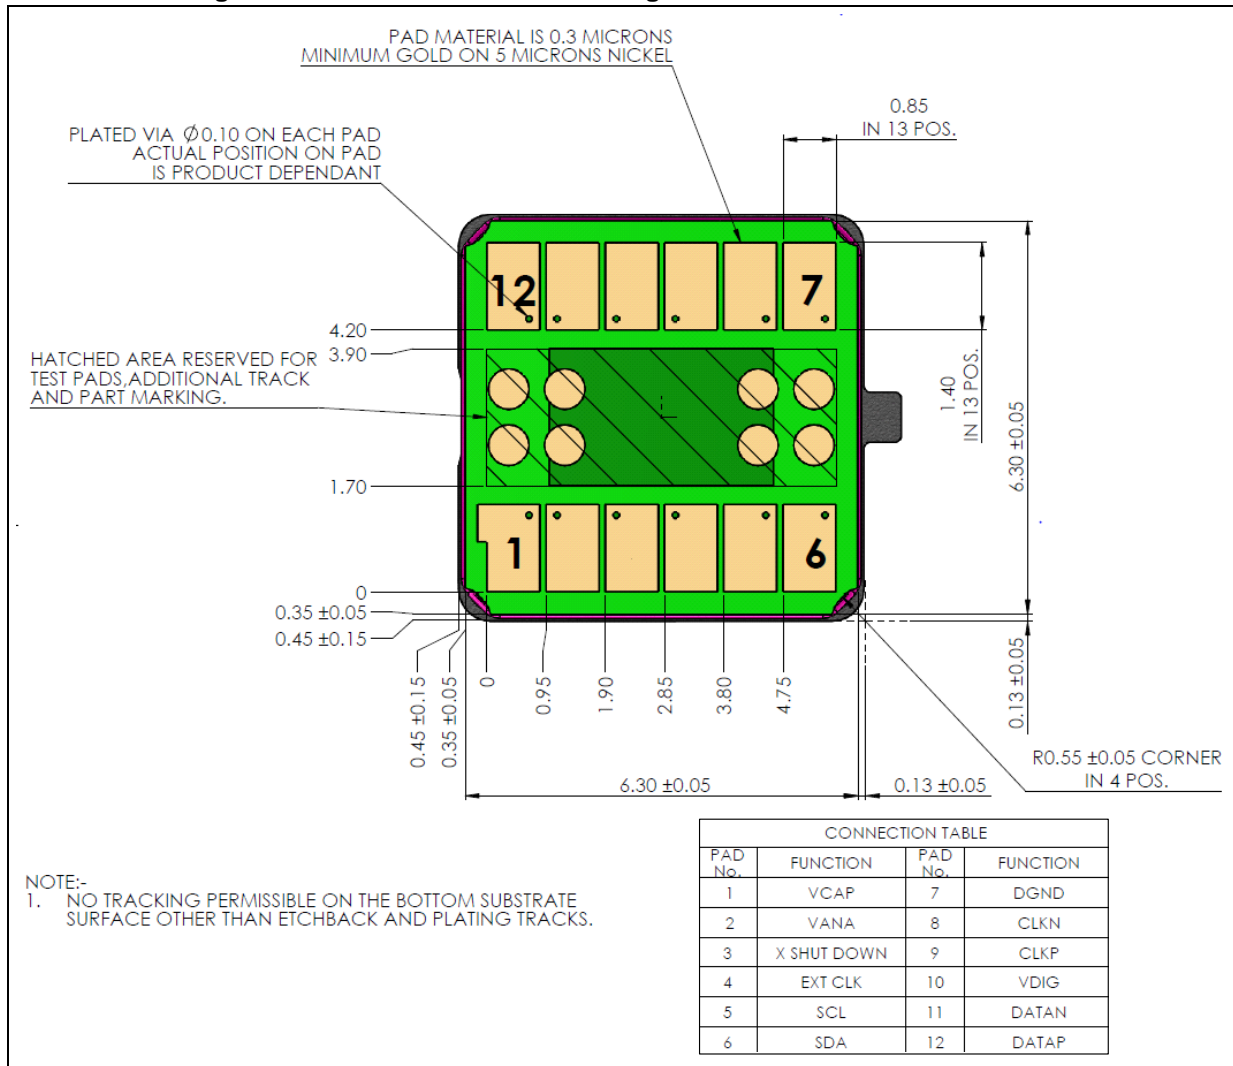 PAD MATERIAL IS 0.3 MICRONS
MINIMUM GOLD ON 5 MICRONS NICKEL
0.85
IN 13 POS.
PLATED VIA Ø0.10 ON EACH PAD
ACTUAL POSITION ON PAD
IS PRODUCT DEPENDANT
12
7
4.20
3.90
HATCHED AREA RESERVED FOR
TEST PADS,ADDITIONAL TRACK
AND PART MARKING.
1.40
IN 13 POS.
6.30 ±0.05
1.70
1
6
0
0.35 ±0.05
0.45 ±0.15
0.45 ±0.15
0.35 ±0.05
0
0.95
1.90
2.85
3.80
4.75
0.13 ±0.05
R0.55 ±0.05 CORNER
IN 4 POS.
6.30 ±0.05
0.13 ±0.05
CONNECTION TABLE
PAD No. FUNCTION PAD No. FUNCTION
1 VCAP 7 DGND
2 VANA 8 CLKN
3 X SHUT DOWN 9 CLKP
4 EXT CLK 10 VDIG
5 SCL 11 DATAN
6 SDA 12 DATAP
NOTE:-
1. NO TRACKING PERMISSIBLE ON THE BOTTOM SUBSTRATE
SURFACE OTHER THAN ETCHBACK AND PLATING TRACKS.